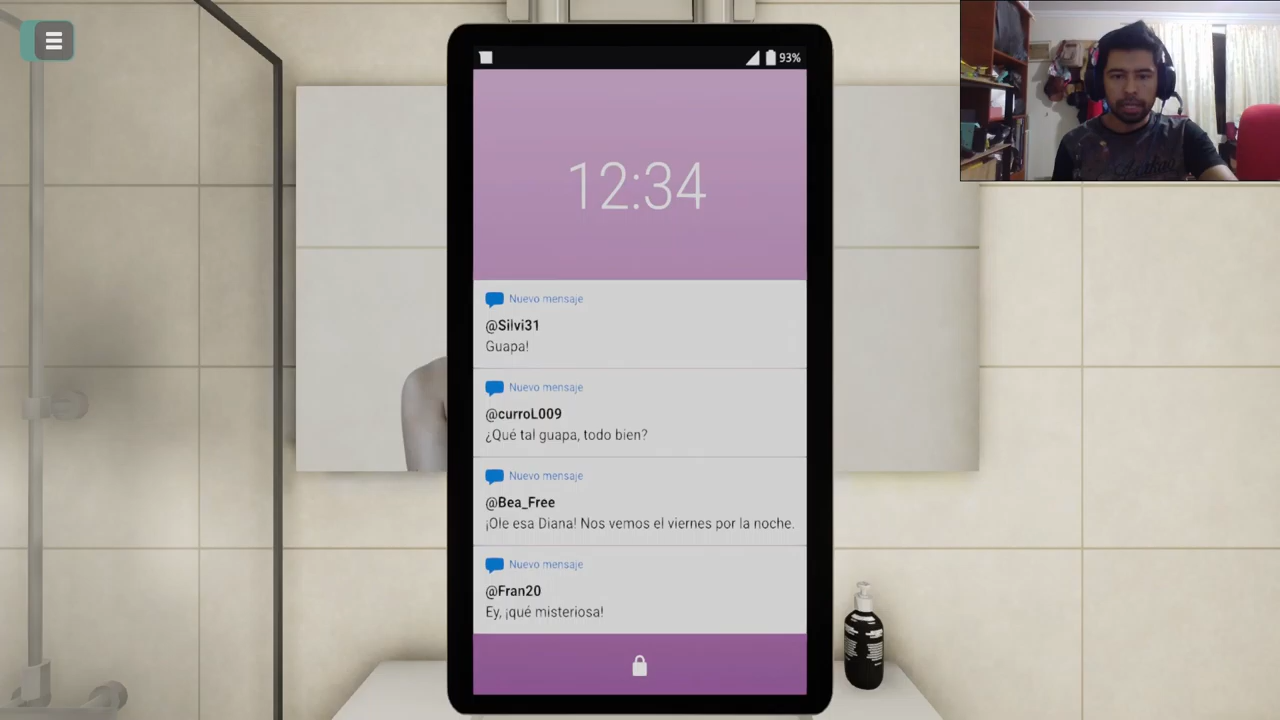 93%
12:34
Nuevo mensaje
@Silvi31
Guapa!
Nuevo mensaje
@curroL009
¿Qué tal guapa, todo bien?
Nuevo mensaje
@Bea_Free
¡Ole esa Diana! Nos vemos el viernes por la noche.
Nuevo mensaje
@Fran20
Ey, ¡qué misteriosa!